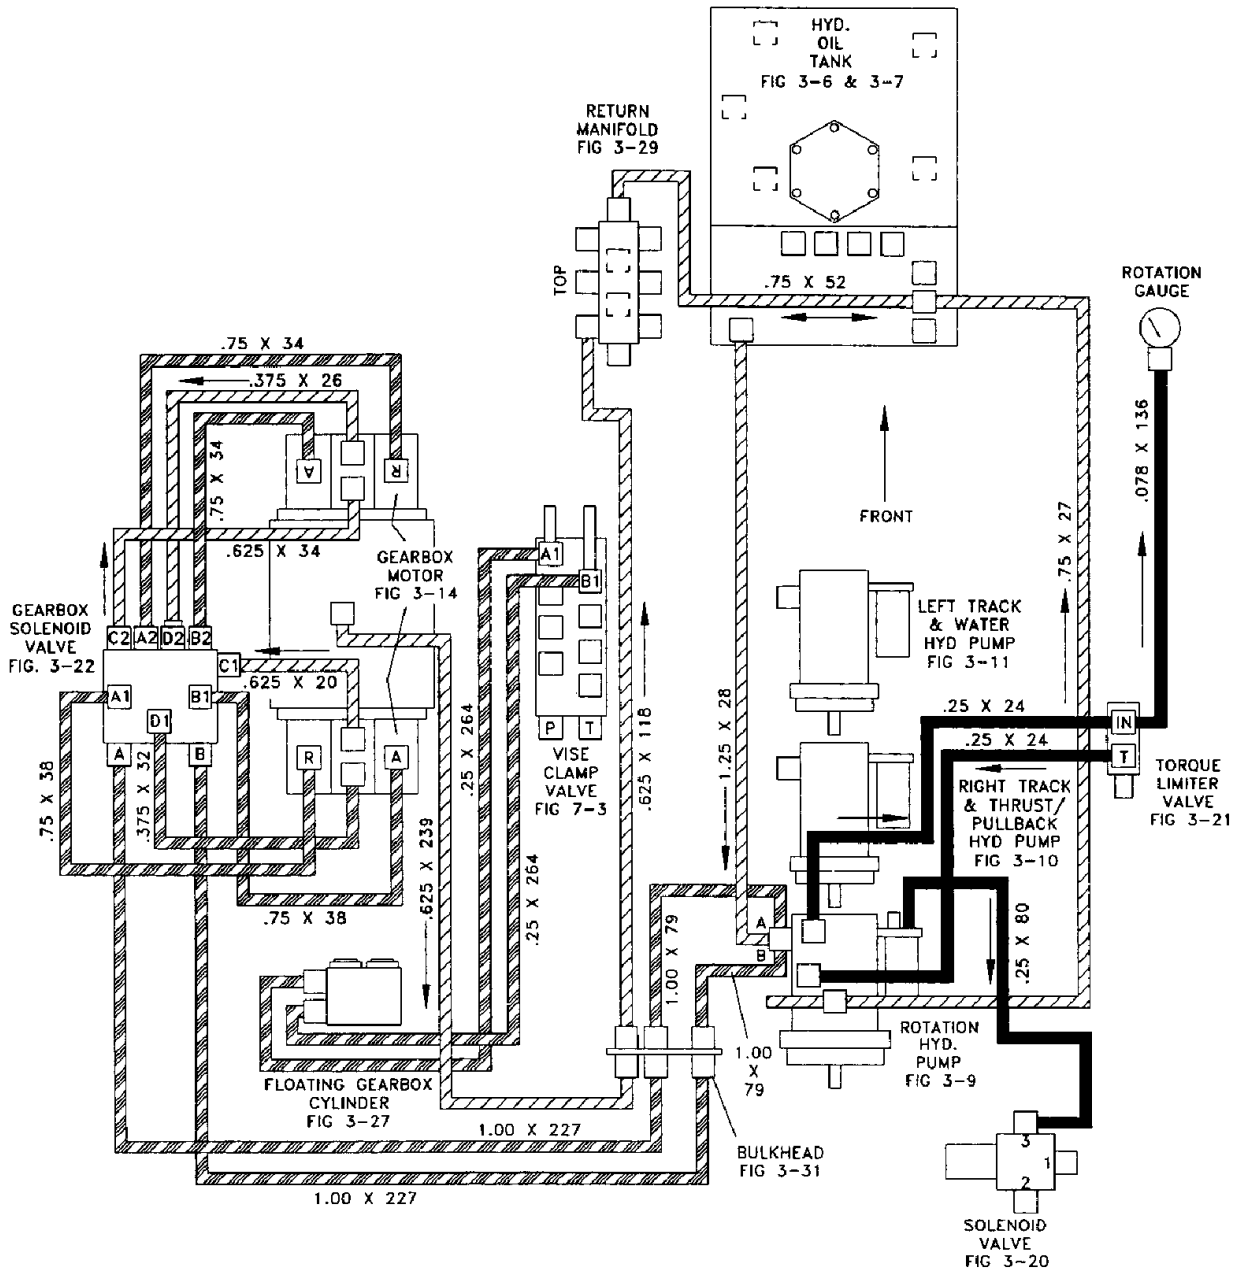 HYD.
OIL
TANK
FIG 3-6 & 3-7
RETURN
MANIFOLD
FIG 3-29
TOP
.75 X 52
ROTATION
GAUGE
.078 X 136
.75 X 34
.375 X 26
A
R
.75 X 34
.625 X 34
GEARBOX
MOTOR
FIG 3-14
A1
B1
P
T
VISE
CLAMP
VALVE
FIG 7-3
FRONT
.75 X 27
LEFT TRACK
& WATER
HYD PUMP
FIG 3-11
GEARBOX
SOLENOID
VALVE
FIG. 3-22
C2
A2
D2
B2
C1
.625 X 20
A1
B1
D1
A
B
R
A
.75 X 38
.375 X 32
.75 X 38
.625 X 239
.25 X 264
.25 X 264
.625 X 118
1.25 X 28
.25 X 24
IN
.25 X 24
T
TORQUE
LIMITER
VALVE
FIG 3-21
RIGHT TRACK
& THRUST/
PULLBACK
HYD PUMP
FIG 3-10
A
B
1.00 X 79
.25 X 80
1.00
X
79
ROTATION
HYD.
PUMP
FIG 3-9
FLOATING GEARBOX
CYLINDER
FIG 3-27
1.00 X 227
1.00 X 227
BULKHEAD
FIG 3-31
3
1
2
SOLENOID
VALVE
FIG 3-20